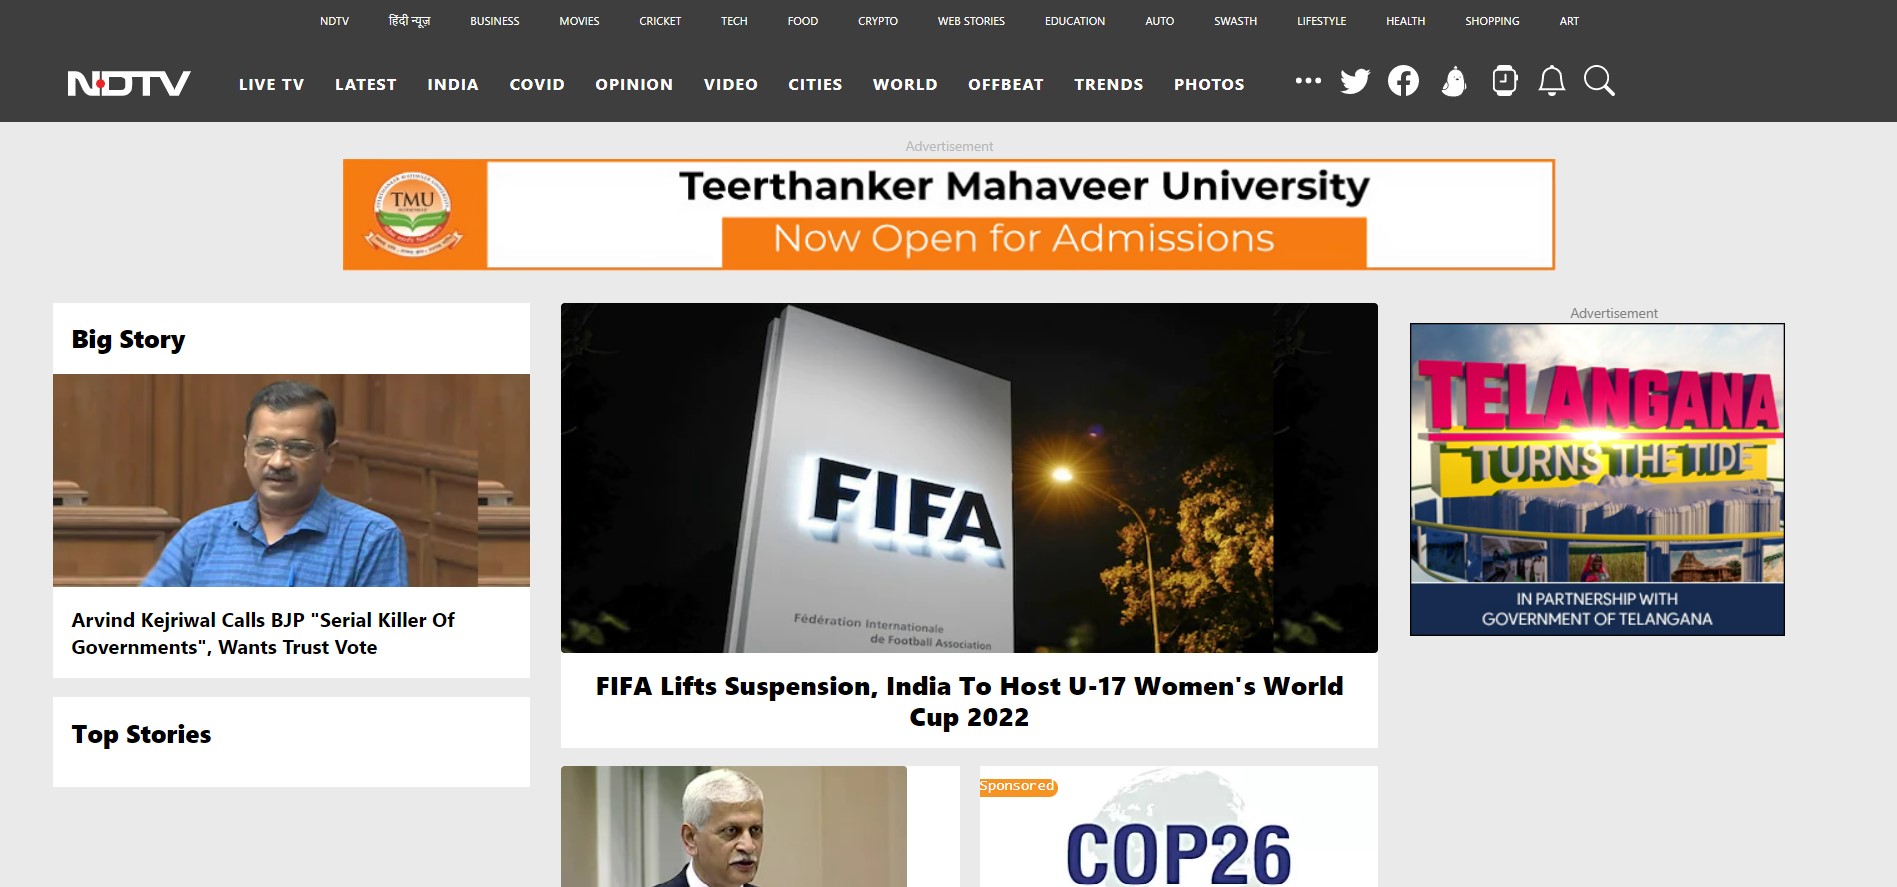 NDTV हिंदी न्यूज़ BUSINESS MOVIES CRICKET TECH FOOD CRYPTO WEB STORIES EDUCATION AUTO SWASTH LIFESTYLE HEALTH SHOPPING ART
NDTV LIVE TV LATEST INDIA COVID OPINION VIDEO CITIES WORLD OFFBEAT TRENDS PHOTOS
Advertisement
TMU
Teerthanker Mahaveer University
Now Open for Admissions
Big Story
Arvind Kejriwal Calls BJP "Serial Killer Of
Governments", Wants Trust Vote
Top Stories
FIFA
Fédération Internationale
de Football Association
FIFA Lifts Suspension, India To Host U-17 Women's World
Cup 2022
Sponsored
COP26
Advertisement
TELANGANA
TURNS THE TIDE
IN PARTNERSHIP WITH
GOVERNMENT OF TELANGANA